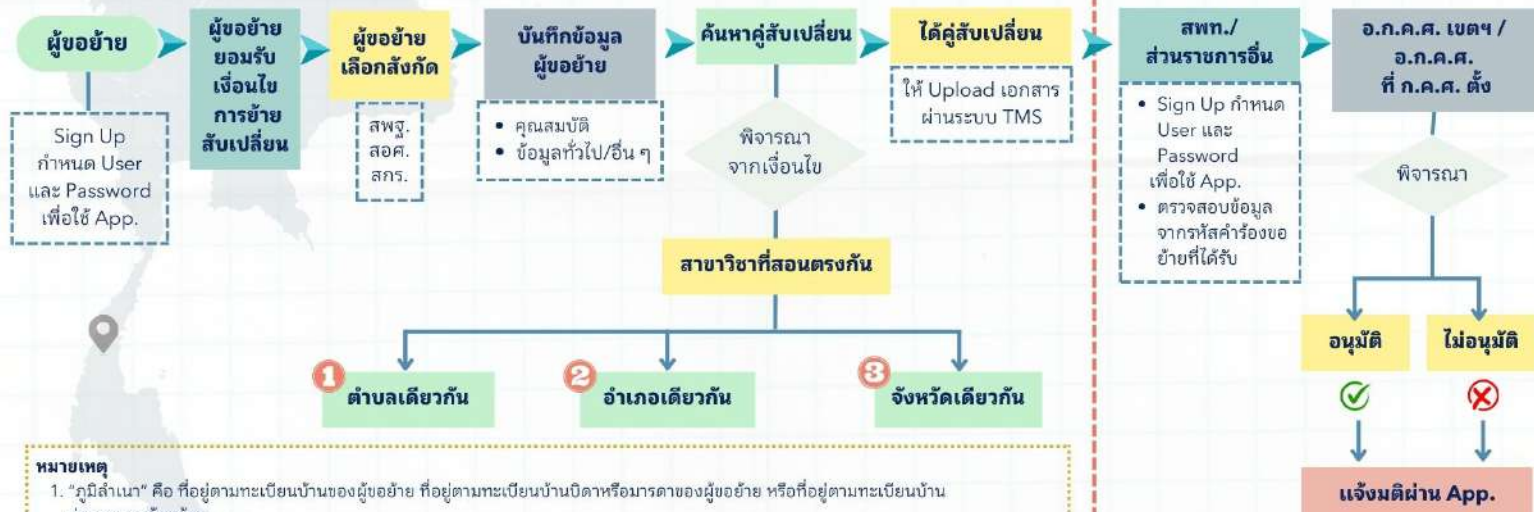 ผู้ขอย้าย
Sign Up
กำหนด User
และ Password
เพื่อใช้ App.
ผู้ขอย้าย
ยอมรับ
เงื่อนไข
การย้าย
สับเปลี่ยน
ผู้ขอย้าย
เลือกสังกัด
สพฐ.
สอศ.
สกร.
บันทึกข้อมูล
ผู้ขอย้าย
• คุณสมบัติ
• ข้อมูลทั่วไป/อื่น ๆ
ค้นหาคู่สับเปลี่ยน
พิจารณา
จากเงื่อนไข
ได้คู่สับเปลี่ยน
ให้ Upload เอกสาร
ผ่านระบบ TMS
สาขาวิชาที่สอนตรงกัน
1 ตำบลเดียวกัน
2 อำเภอเดียวกัน
3 จังหวัดเดียวกัน
สพท./
ส่วนราชการอื่น
• Sign Up กำหนด
User และ
Password
เพื่อใช้ App.
• ตรวจสอบข้อมูล
จากรหัสคำร้องขอ
ย้ายที่ได้รับ
อ.ก.ค.ศ. เขตฯ /
อ.ก.ค.ศ.
ที่ ก.ค.ศ. ตั้ง
พิจารณา
อนุมัติ
ไม่อนุมัติ
แจ้งมติผ่าน App.
หมายเหตุ
1. "ภูมิลำเนา" คือ ที่อยู่ตามทะเบียนบ้านของผู้ขอย้าย ที่อยู่ตามทะเบียนบ้านบิดาหรือมารดาของผู้ขอย้าย หรือที่อยู่ตามทะเบียนบ้าน